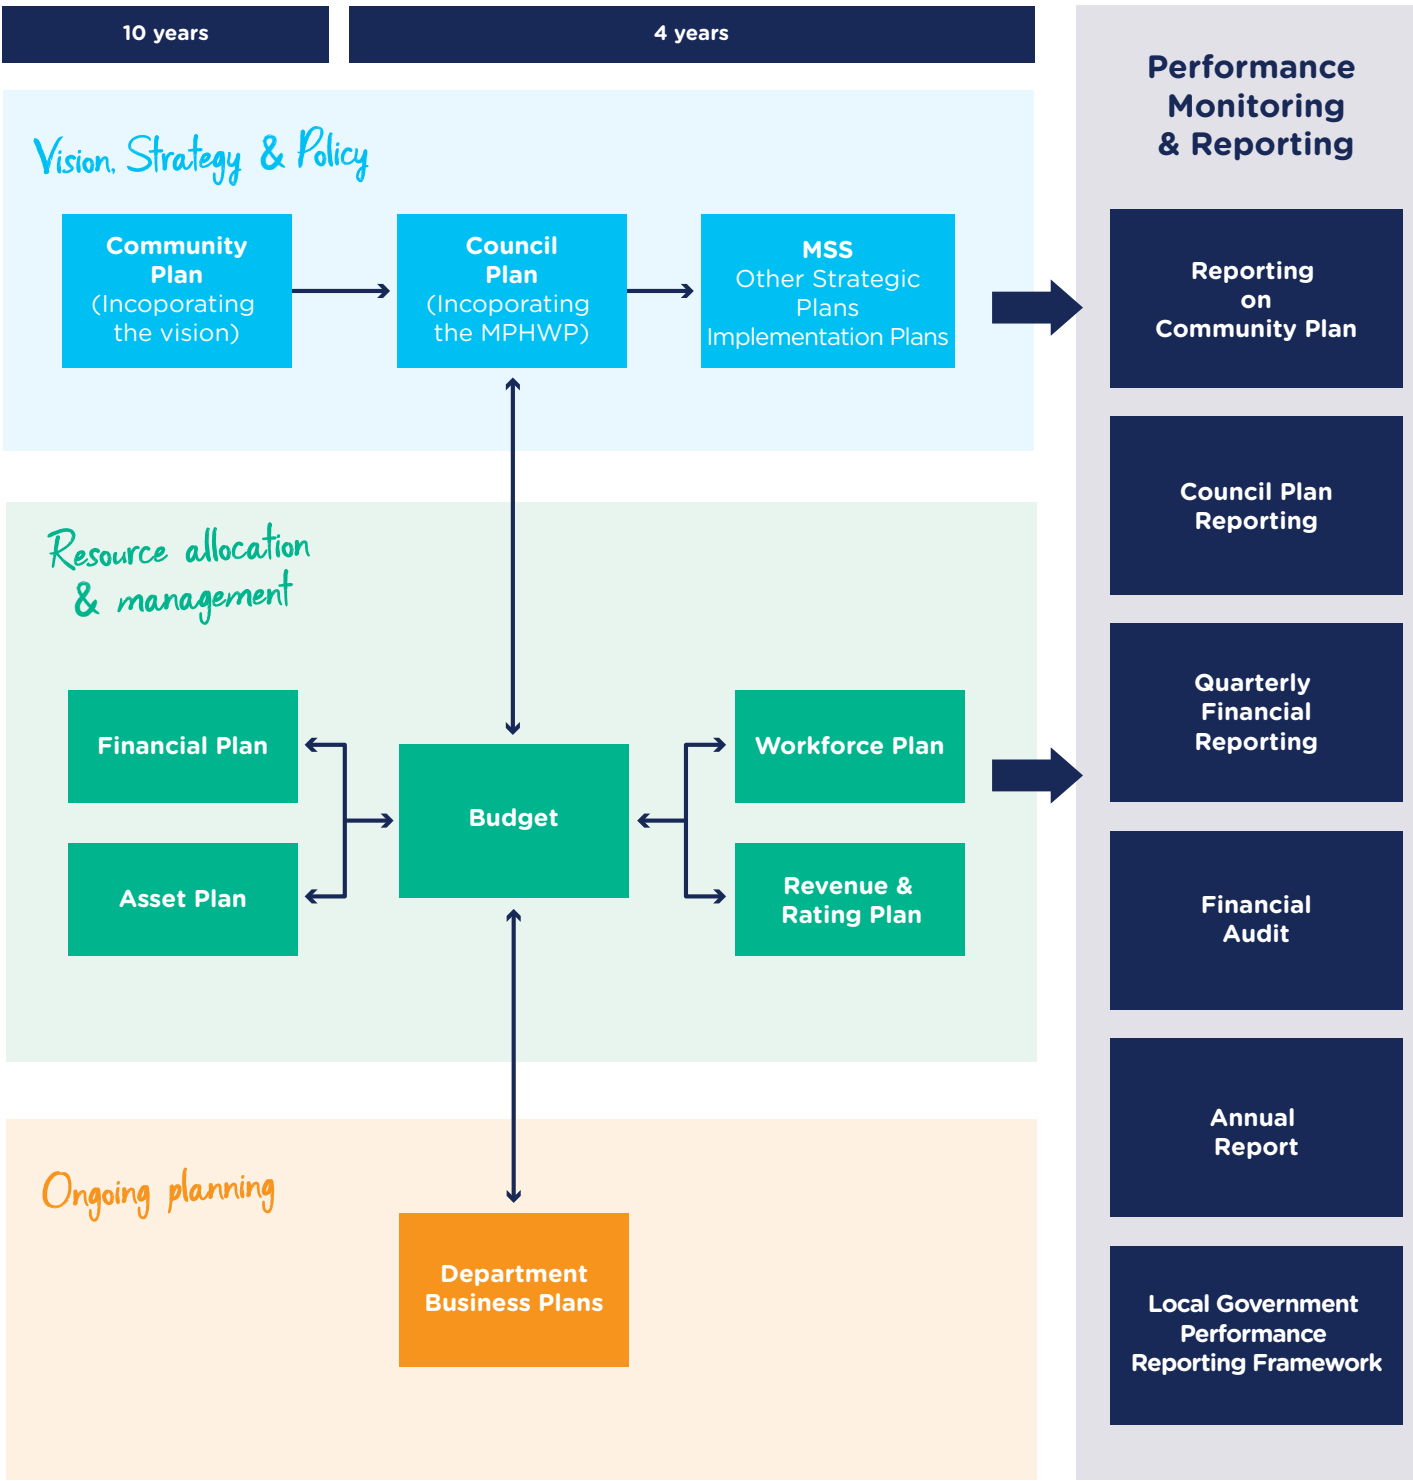 10 years
4 years
Vision, Strategy & Policy
Community
Plan
(Incoporating
the vision)
Council
Plan
(Incoporating
the MPHWP)
MSS
Other Strategic
Plans
Implementation Plans
Resource allocation
& management
Financial Plan
Asset Plan
Budget
Workforce Plan
Revenue &
Rating Plan
Ongoing planning
Department
Business Plans
Performance
Monitoring
& Reporting
Reporting
on
Community Plan
Council Plan
Reporting
Quarterly
Financial
Reporting
Financial
Audit
Annual
Report
Local Government
Performance
Reporting Framework